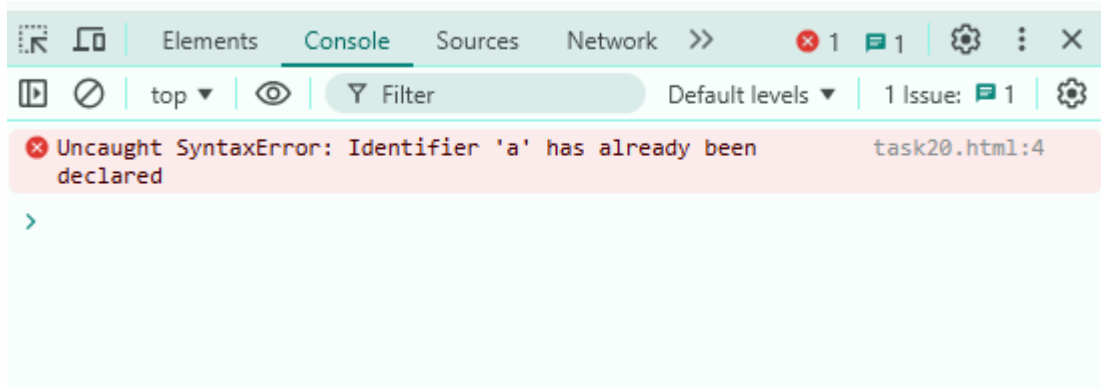 Elements Console Sources Network >> 1 1
top ▼ Filter Default levels ▼ 1 Issue: 1
Uncaught SyntaxError: Identifier 'a' has already been task20.html:4
declared
>